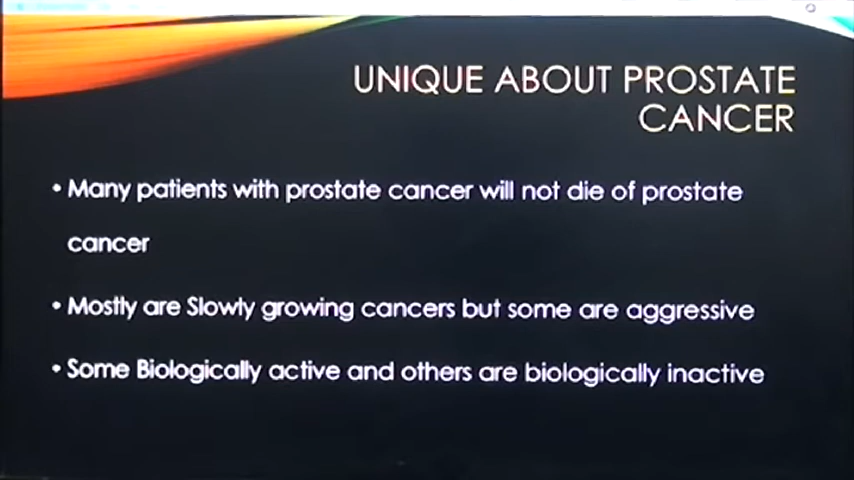 UNIQUE ABOUT PROSTATE
CANCER
• Many patients with prostate cancer will not die of prostate
cancer
• Mostly are Slowly growing cancers but some are aggressive
• Some Biologically active and others are biologically inactive